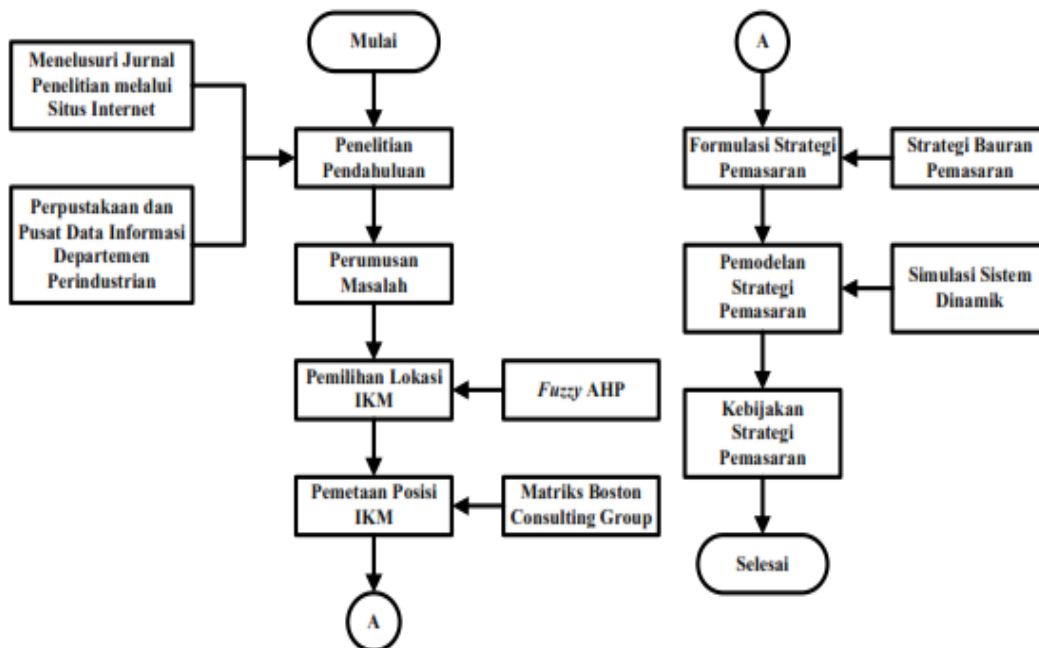 Mulai
Menelusuri Jurnal
Penelitian melalui
Situs Internet
Penelitian
Pendahuluan
Perpustakaan dan
Pusat Data Informasi
Departemen
Perindustrian
Perumusan
Masalah
Pemilihan Lokasi
IKM
Fuzzy AHP
Pemetaan Posisi
IKM
Matriks Boston
Consulting Group
A
A
Formulasi Strategi
Pemasaran
Strategi Bauran
Pemasaran
Pemodelan
Strategi
Pemasaran
Simulasi Sistem
Dinamik
Kebijakan
Strategi
Pemasaran
Selesai